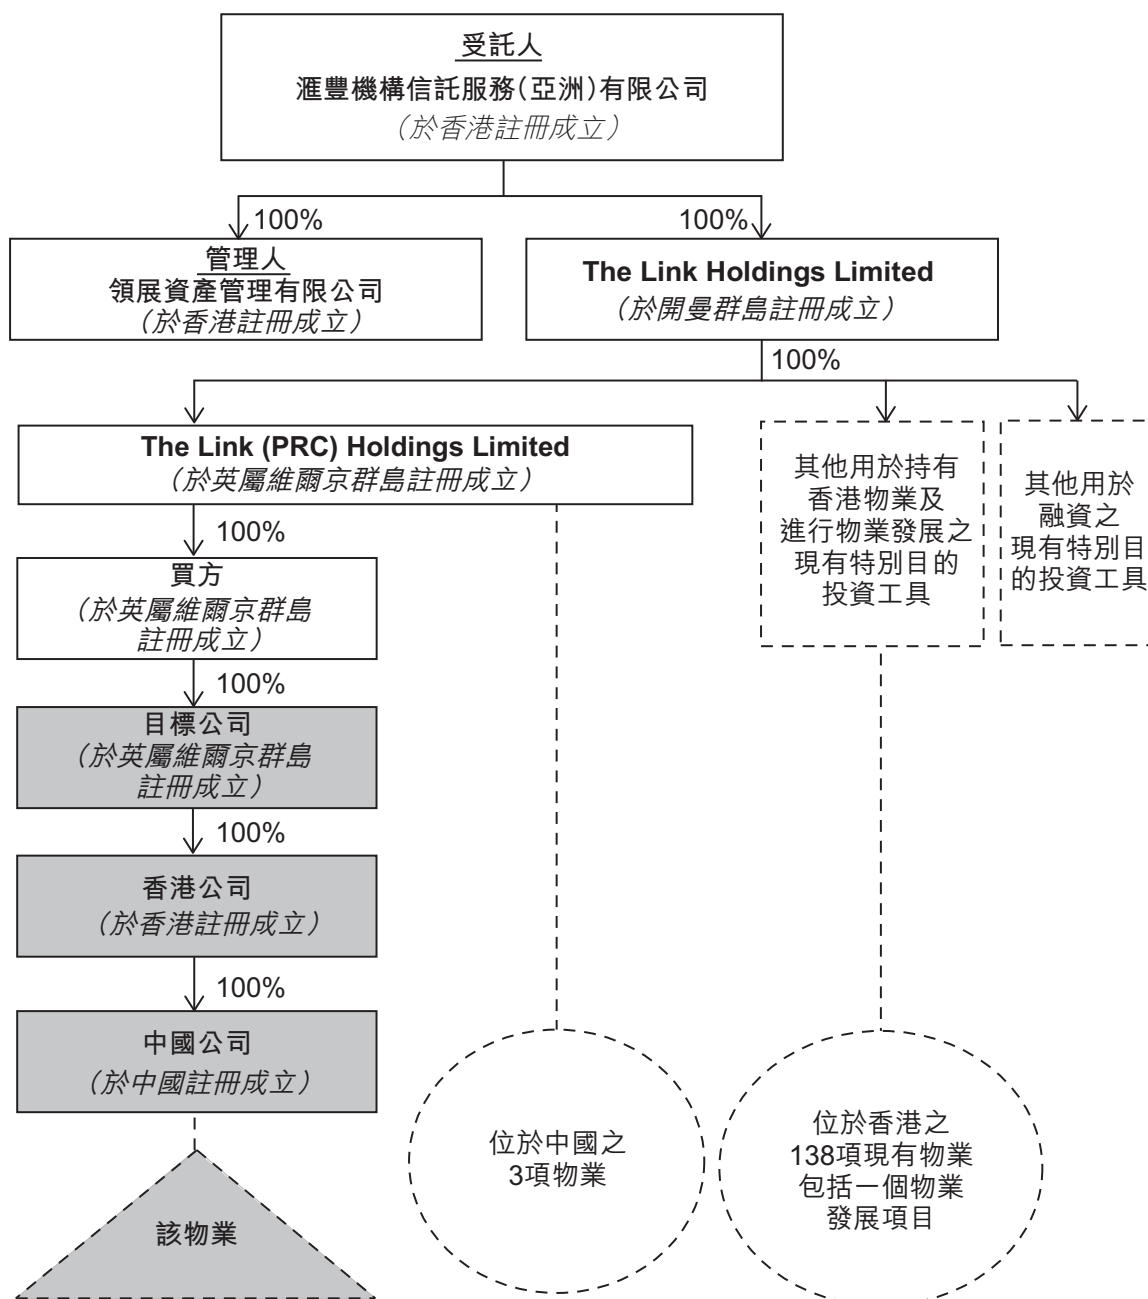 受託人
滙豐機構信託服務(亞洲)有限公司
（於香港註冊成立）
100%
100%
管理人
領展資產管理有限公司
（於香港註冊成立）
The Link Holdings Limited
（於開曼群島註冊成立）
100%
The Link (PRC) Holdings Limited
（於英屬維爾京群島註冊成立）
其他用於持有
香港物業及
進行物業發展之
現有特別目的
投資工具
其他用於
融資之
現有特別目
的投資工具
100%
買方
（於英屬維爾京群島
註冊成立）
100%
目標公司
（於英屬維爾京群島
註冊成立）
100%
香港公司
（於香港註冊成立）
100%
中國公司
（於中國註冊成立）
該物業
位於中國之
3項物業
位於香港之
138項現有物業
包括一個物業
發展項目